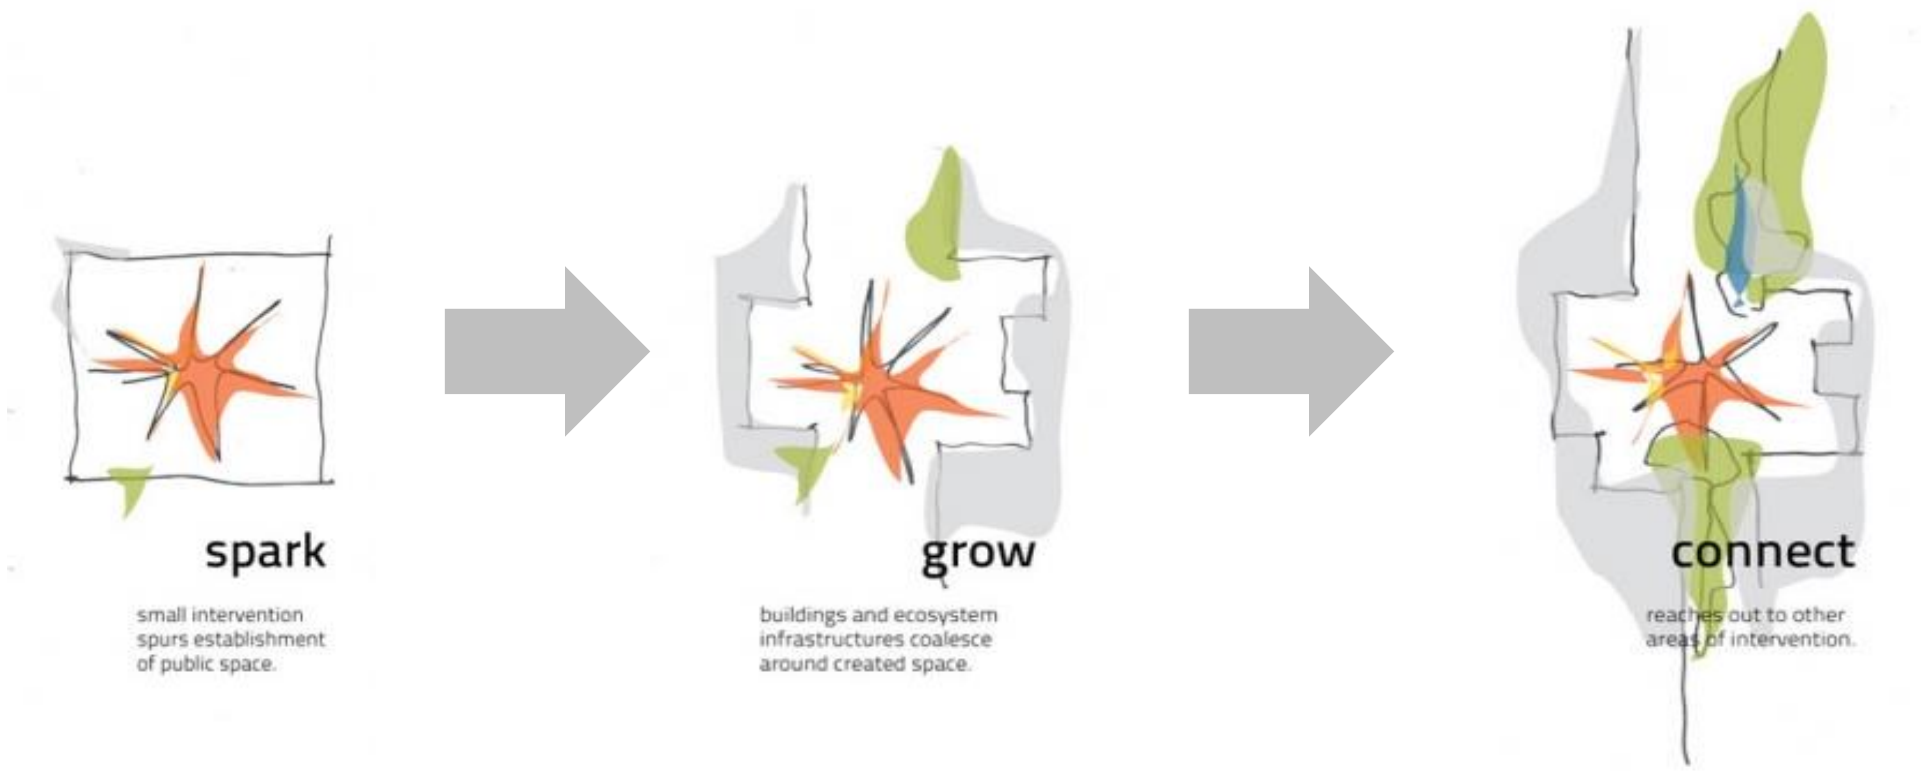 spark
small intervention
spurs establishment
of public space.
grow
buildings and ecosystem
infrastructures coalesce
around created space.
connect
reaches out to other
areas of intervention.